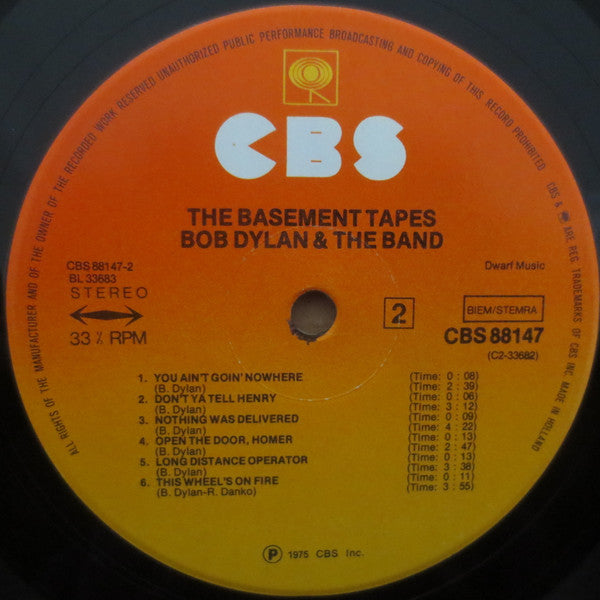 ALL RIGHTS OF THE MANUFACTURER AND OF THE OWNER OF THE RECORDED WORK RESERVED UNAUTHORIZED PUBLIC PERFORMANCE BROADCASTING AND COPYING OF THIS RECORD PROHIBITED. CBS & ARE REG. TRADEMARKS OF CBS INC MADE IN HOLLAND
CBS
THE BASEMENT TAPES
BOB DYLAN & THE BAND
CBS 88147-2
BL 33683
STEREO
33⅓ RPM
Dwarf Music
2
BIEM/STEMRA
CBS 88147
(C2-33682)
1. YOU AIN'T GOIN' NOWHERE (Time: 0 : 08)
(B. Dylan) (Time: 2 : 39)
2. DON'T YA TELL HENRY (Time: 0 : 06)
(B. Dylan) (Time: 3 : 12)
3. NOTHING WAS DELIVERED (Time: 0 : 09)
(B. Dylan) (Time: 4 : 22)
4. OPEN THE DOOR, HOMER (Time: 0 : 13)
(B. Dylan) (Time: 2 : 47)
5. LONG DISTANCE OPERATOR (Time: 0 : 13)
(B. Dylan) (Time: 3 : 38)
6. THIS WHEEL'S ON FIRE (Time: 0 : 11)
(B. Dylan-R. Danko) (Time: 3 : 55)
Ⓟ 1975 CBS Inc.